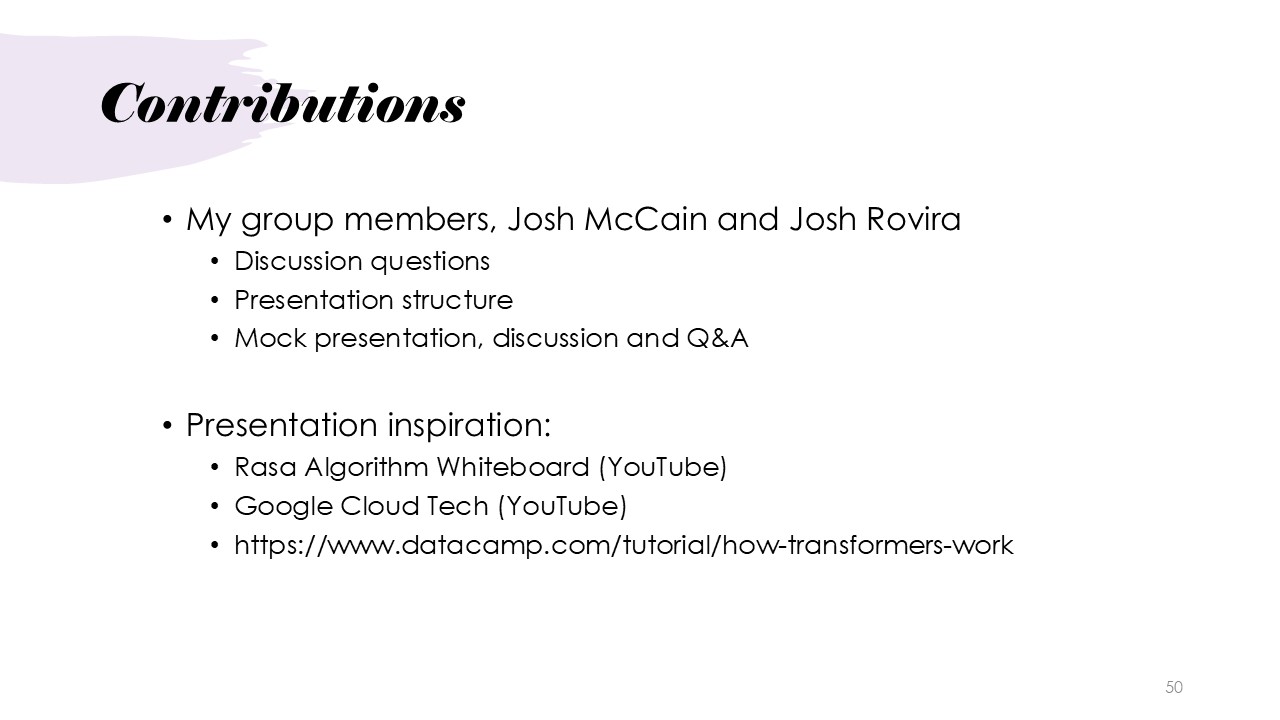 Contributions
• My group members, Josh McCain and Josh Rovira
• Discussion questions
• Presentation structure
• Mock presentation, discussion and Q&A
• Presentation inspiration:
• Rasa Algorithm Whiteboard (YouTube)
• Google Cloud Tech (YouTube)
• https://www.datacamp.com/tutorial/how-transformers-work
50